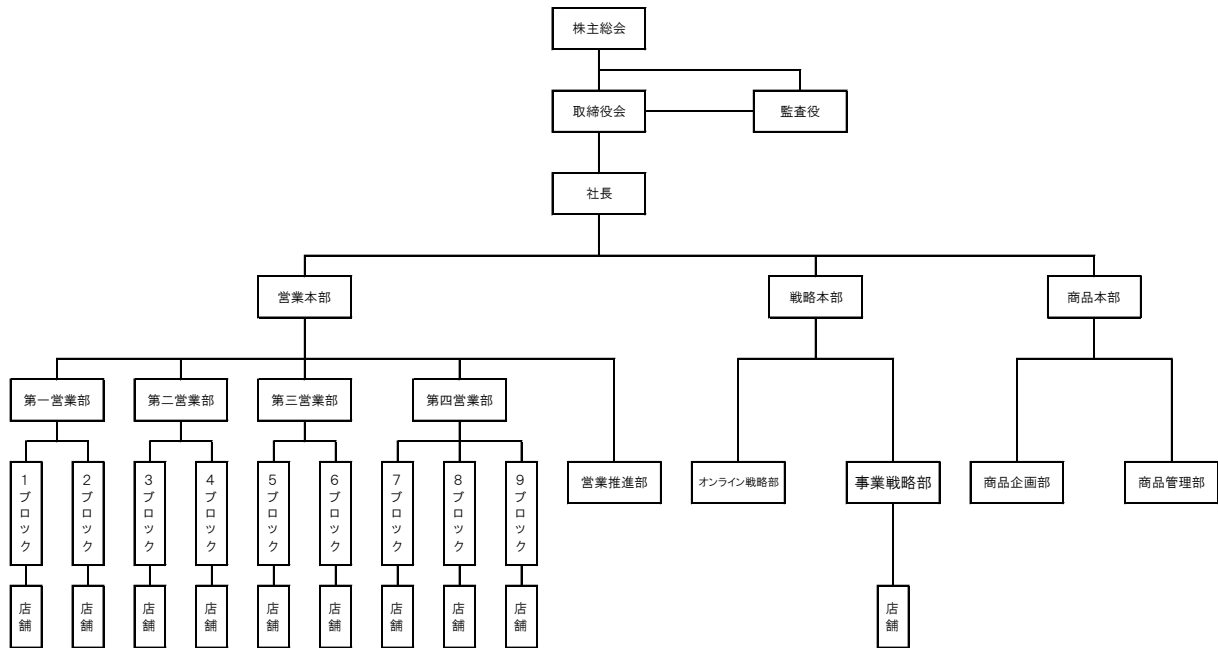 株主総会
取締役会
監査役
社長
営業本部
戦略本部
商品本部
第一営業部
第二営業部
第三営業部
第四営業部
1ブロック
2ブロック
3ブロック
4ブロック
5ブロック
6ブロック
7ブロック
8ブロック
9ブロック
営業推進部
オンライン戦略部
事業戦略部
商品企画部
商品管理部
店舗
店舗
店舗
店舗
店舗
店舗
店舗
店舗
店舗
店舗